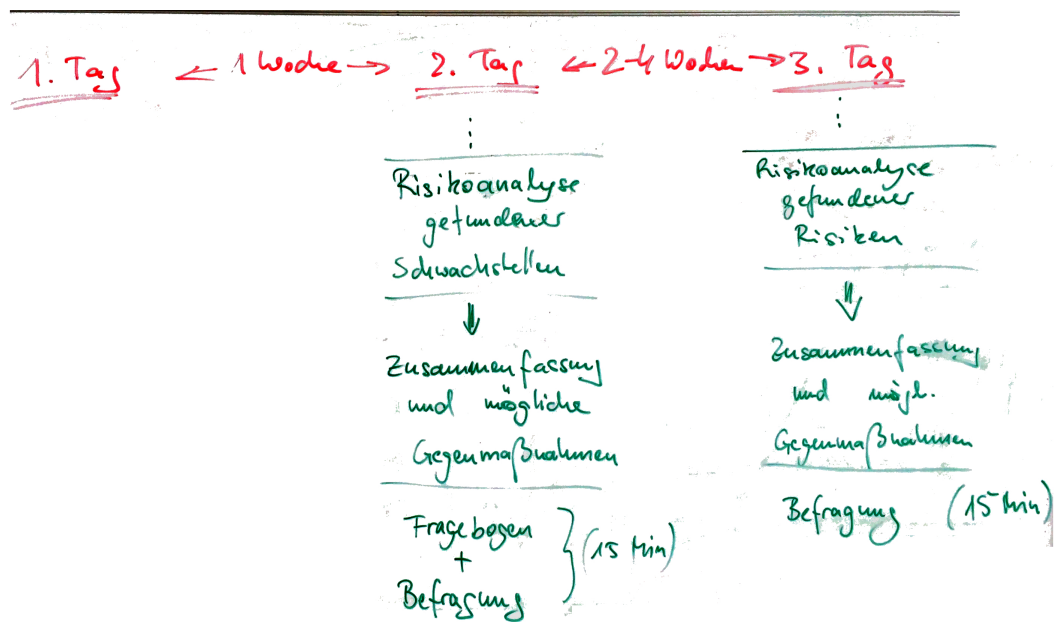 1. Tag ← 1 Woche → 2. Tag ← 2-4 Wochen → 3. Tag
Risikoanalyse
gefundener
Schwachstellen
Zusammenfassung
und mögliche
Gegenmaßnahmen
Fragebogen
+
Befragung
(15 Min)
Risikoanalyse
gefundener
Risiken
Zusammenfassung
und mögl.
Gegenmaßnahmen
Befragung (15 Min)